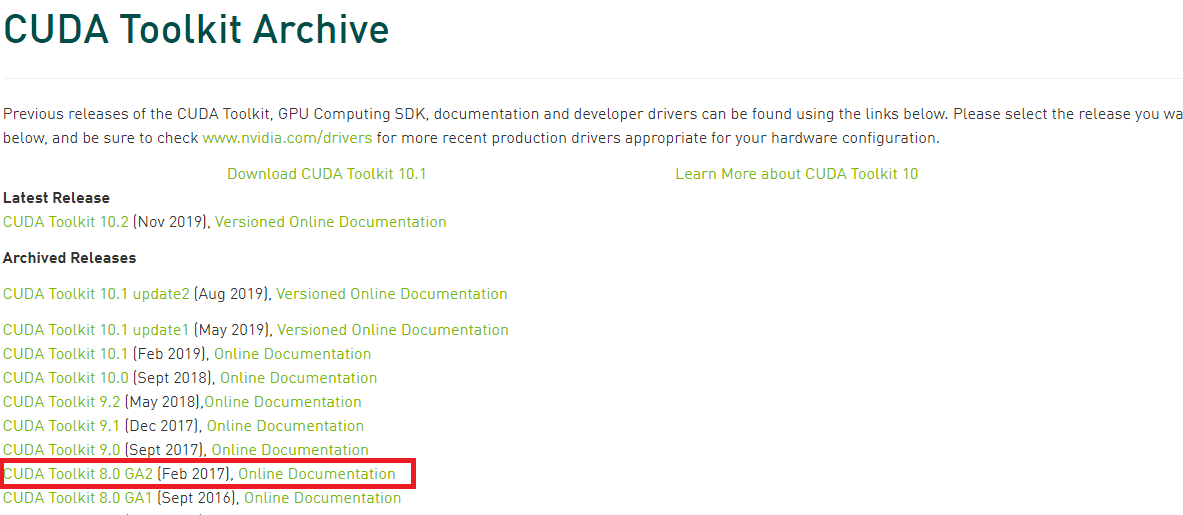 CUDA Toolkit Archive
Previous releases of the CUDA Toolkit, GPU Computing SDK, documentation and developer drivers can be found using the links below. Please select the release you wa
below, and be sure to check www.nvidia.com/drivers for more recent production drivers appropriate for your hardware configuration.
Download CUDA Toolkit 10.1 Learn More about CUDA Toolkit 10
Latest Release
CUDA Toolkit 10.2 (Nov 2019), Versioned Online Documentation
Archived Releases
CUDA Toolkit 10.1 update2 (Aug 2019), Versioned Online Documentation
CUDA Toolkit 10.1 update1 (May 2019), Versioned Online Documentation
CUDA Toolkit 10.1 (Feb 2019), Online Documentation
CUDA Toolkit 10.0 (Sept 2018), Online Documentation
CUDA Toolkit 9.2 (May 2018),Online Documentation
CUDA Toolkit 9.1 (Dec 2017), Online Documentation
CUDA Toolkit 9.0 (Sept 2017), Online Documentation
CUDA Toolkit 8.0 GA2 (Feb 2017), Online Documentation
CUDA Toolkit 8.0 GA1 (Sept 2016), Online Documentation